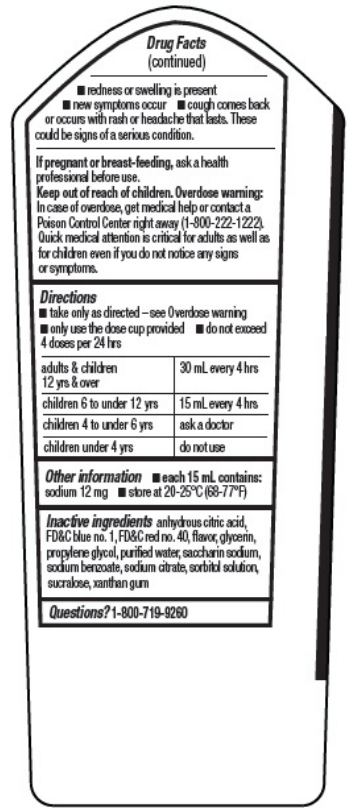 Drug Facts
(continued)
■ redness or swelling is present
■ new symptoms occur ■ cough comes back
or occurs with rash or headache that lasts. These
could be signs of a serious condition.
If pregnant or breast-feeding, ask a health
professional before use.
Keep out of reach of children. Overdose warning:
In case of overdose, get medical help or contact a
Poison Control Center right away (1-800-222-1222).
Quick medical attention is critical for adults as well as
for children even if you do not notice any signs
or symptoms.
Directions
■ take only as directed – see Overdose warning
■ only use the dose cup provided ■ do not exceed
4 doses per 24 hrs
adults & children 30 mL every 4 hrs
12 yrs & over
children 6 to under 12 yrs 15 mL every 4 hrs
children 4 to under 6 yrs ask a doctor
children under 4 yrs do not use
Other information ■ each 15 mL contains:
sodium 12 mg ■ store at 20-25°C (68-77°F)
Inactive ingredients anhydrous citric acid,
FD&C blue no. 1, FD&C red no. 40, flavor, glycerin,
propylene glycol, purified water, saccharin sodium,
sodium benzoate, sodium citrate, sorbitol solution,
sucralose, xanthan gum
Questions? 1-800-719-9260